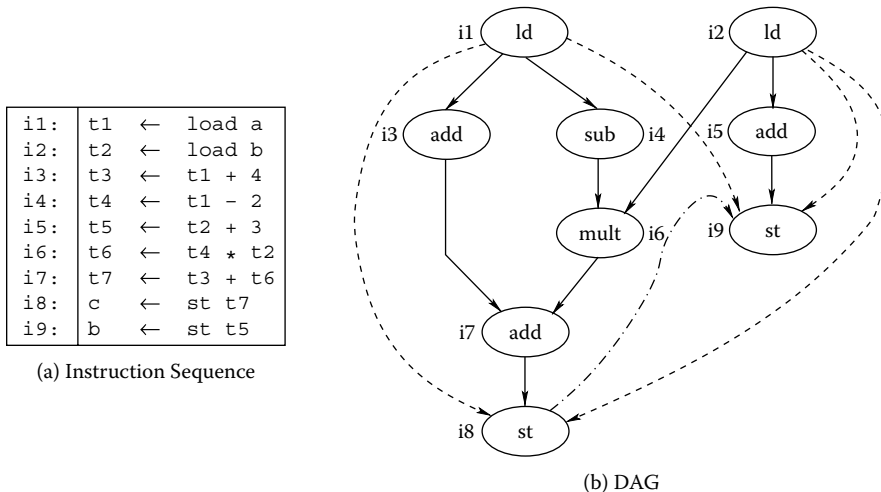 i1: t1 ← load a
i2: t2 ← load b
i3: t3 ← t1 + 4
i4: t4 ← t1 - 2
i5: t5 ← t2 + 3
i6: t6 ← t4 * t2
i7: t7 ← t3 + t6
i8: c ← st t7
i9: b ← st t5
(a) Instruction Sequence
i1 ld
i2 ld
i3 add
sub i4
i5 add
mult i6
i9 st
i7 add
i8 st
(b) DAG